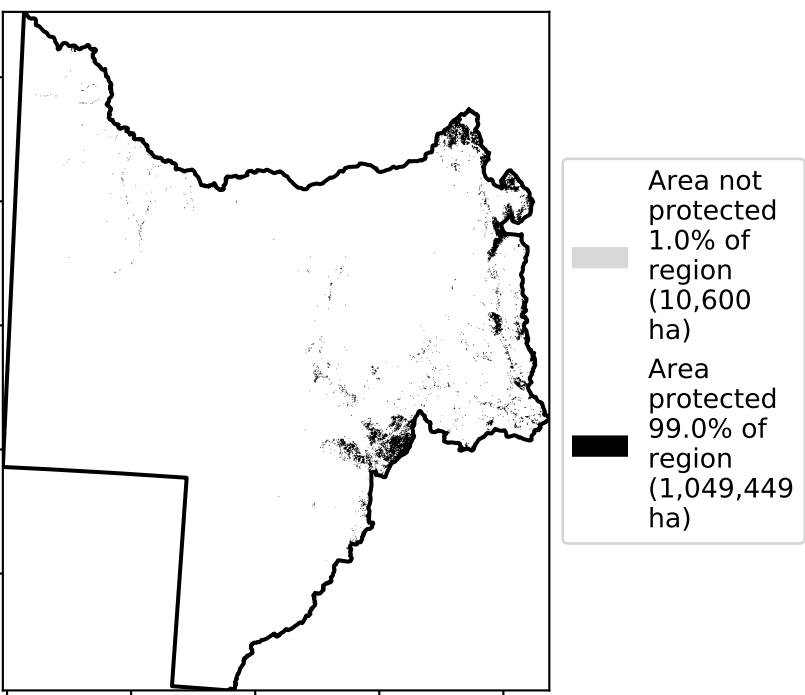 Area not
protected
1.0% of
region
(10,600
ha)
Area
protected
99.0% of
region
(1,049,449
ha)